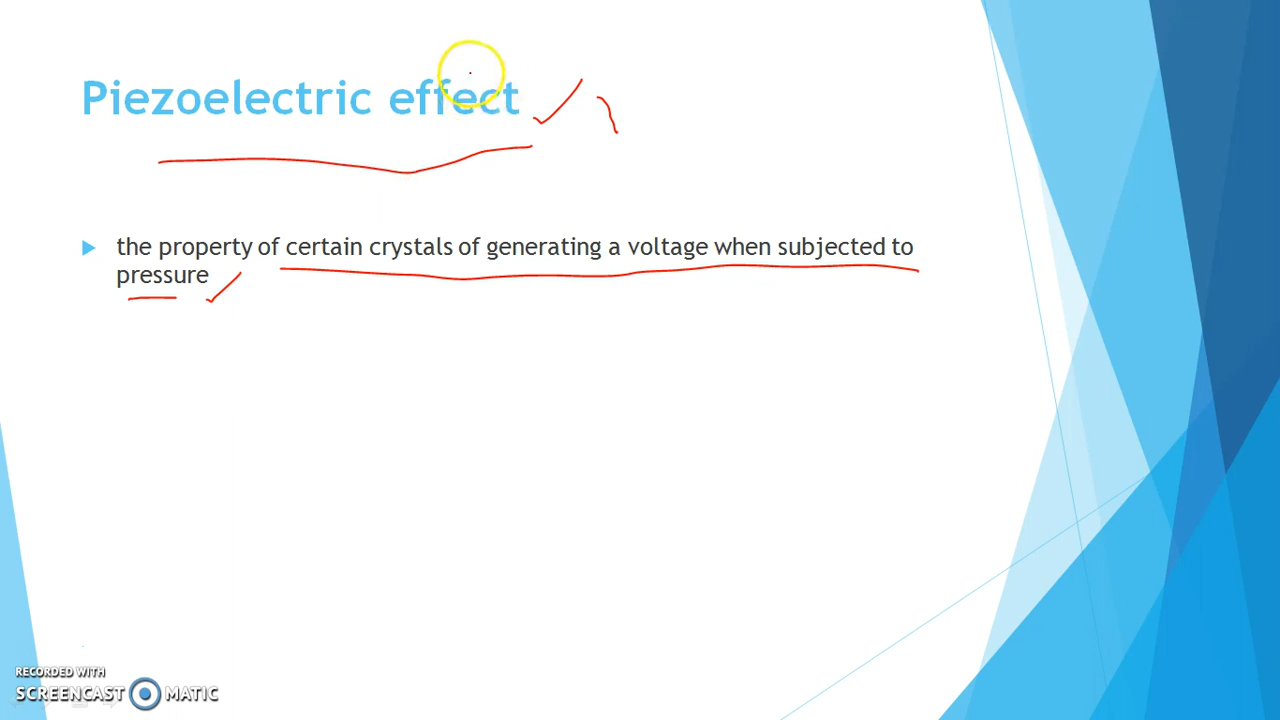 Piezoelectric effect
the property of certain crystals of generating a voltage when subjected to
pressure
RECORDED WITH
SCREENCAST MATIC